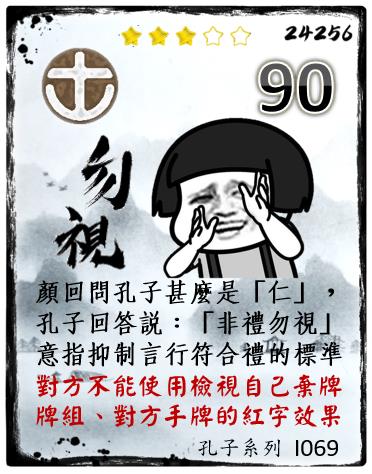 24256
土
90
勿
視
顏回問孔子甚麼是「仁」，
孔子回答説：「非禮勿視」
意指抑制言行符合禮的標準
對方不能使用檢視自己棄牌
牌組、對方手牌的紅字效果
孔子系列 I069